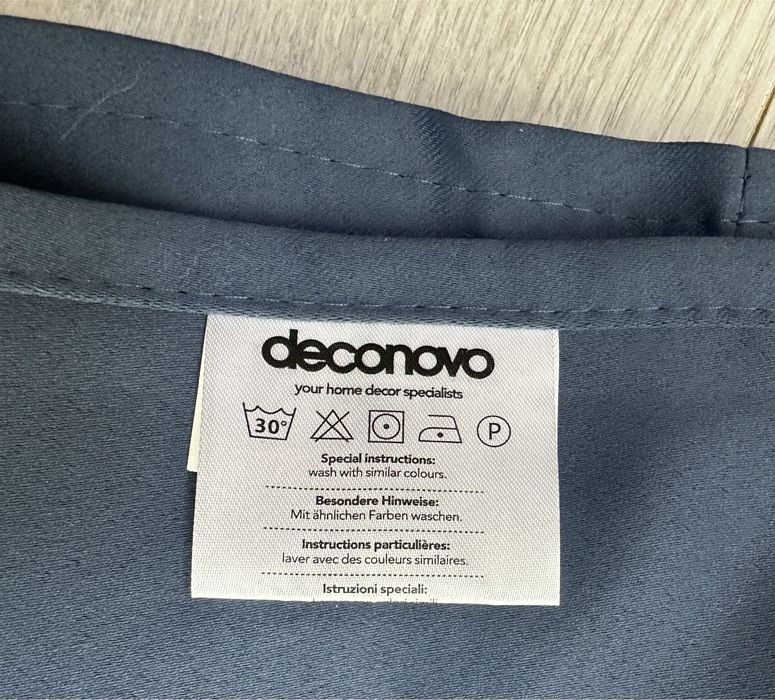 deconovo
your home decor specialists
30° P
Special instructions:
wash with similar colours.
Besondere Hinweise:
Mit ähnlichen Farben waschen.
Instructions particulières:
laver avec des couleurs similaires.
Istruzioni speciali: